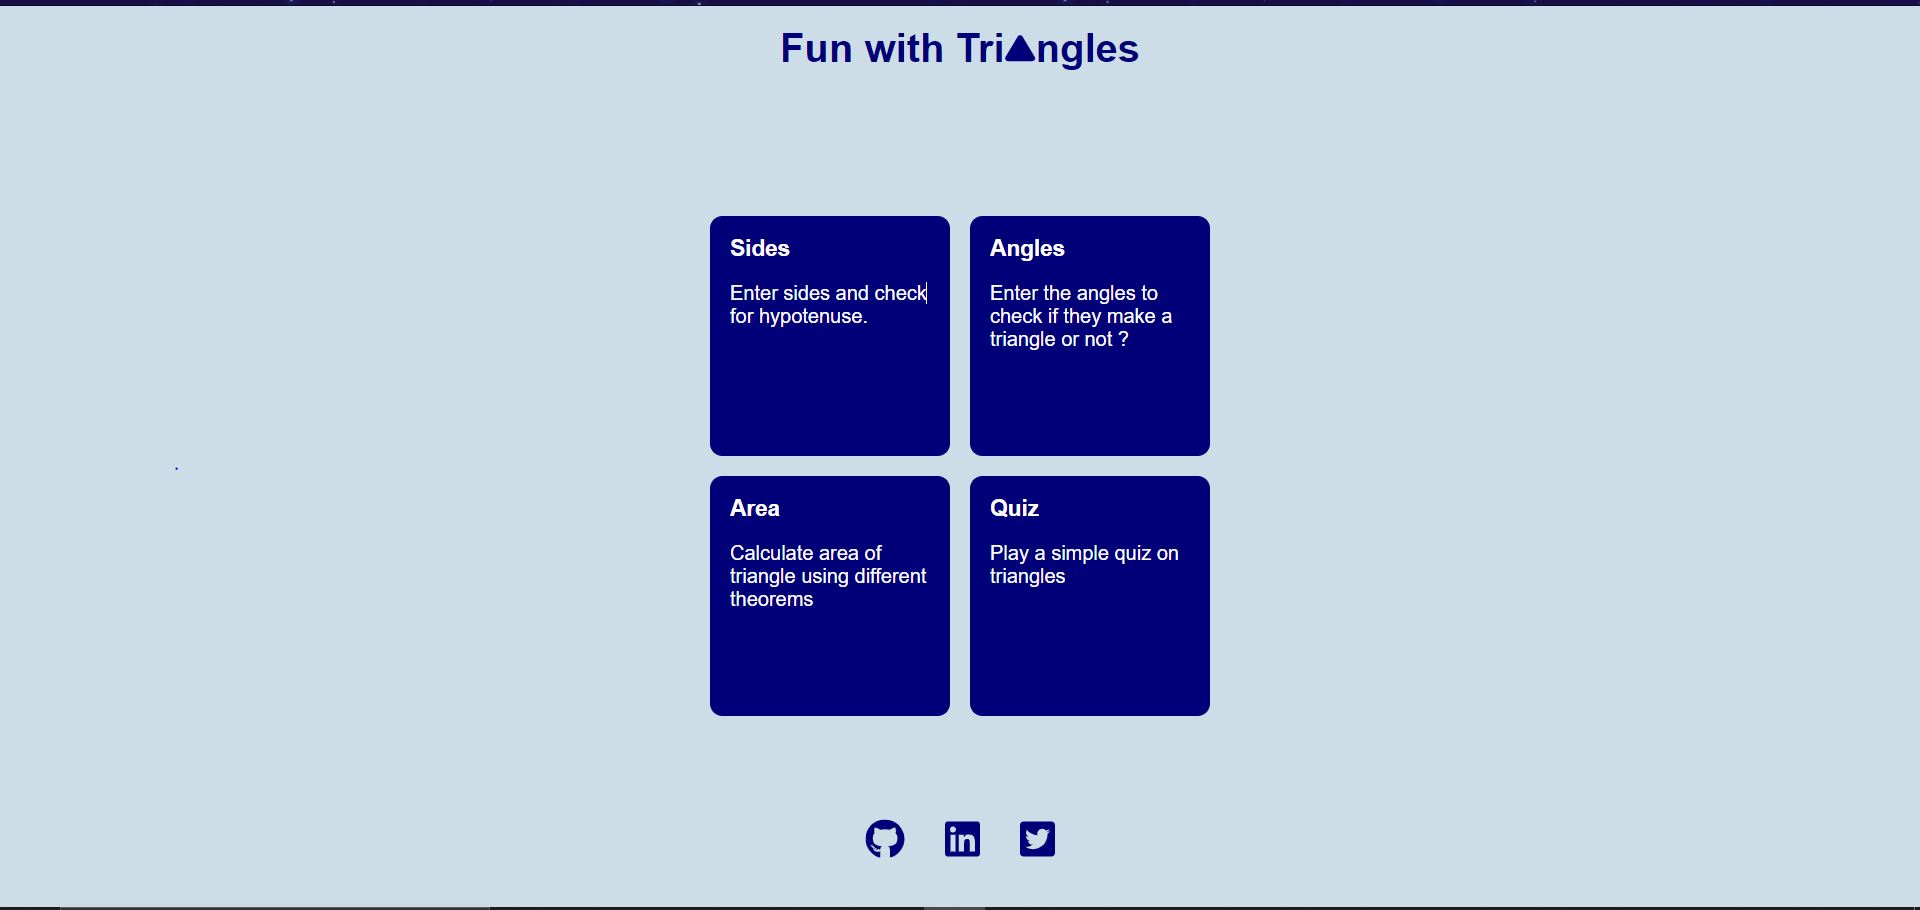 Fun with Tri▲ngles
Sides
Enter sides and check
for hypotenuse.
Angles
Enter the angles to
check if they make a
triangle or not ?
Area
Calculate area of
triangle using different
theorems
Quiz
Play a simple quiz on
triangles
in